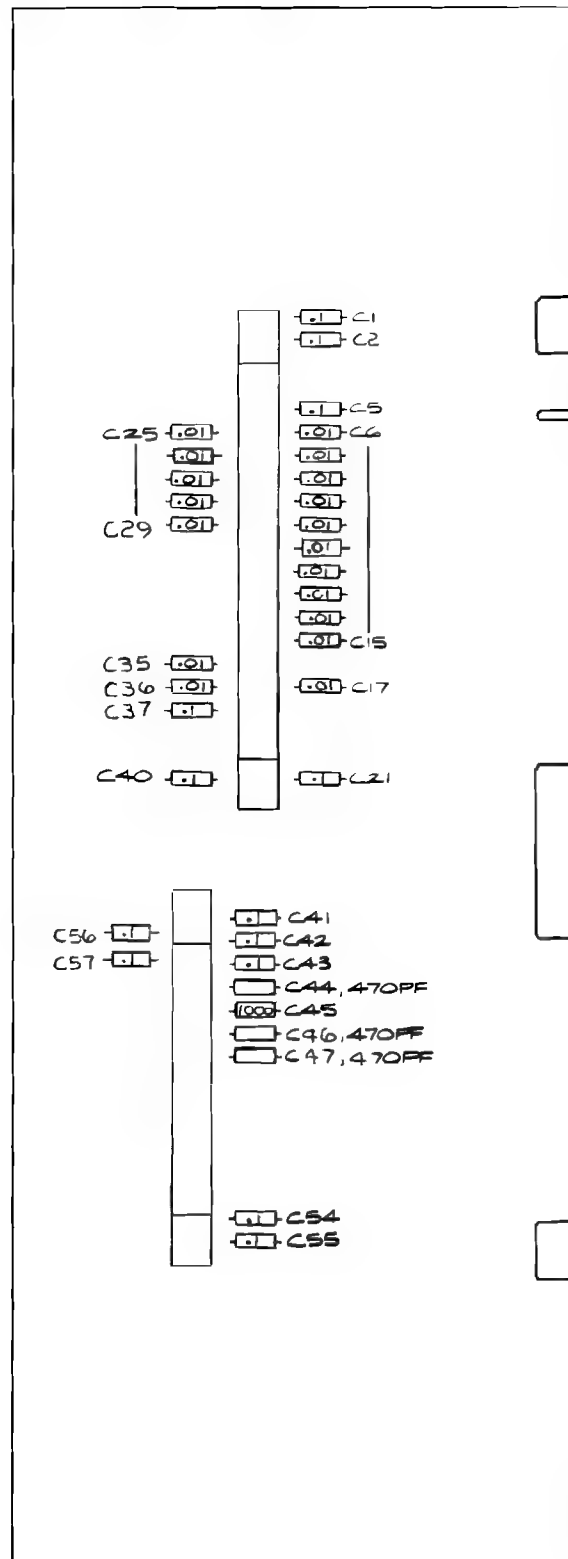 .1 C1
.1 C2
.1 C5
C25 .01 .01 C6
.01 .01
.01 .01
.01 .01
C29 .01 .01
.01
.01
.01
.01
.01 C15
C35 .01
C36 .01 .01 C17
C37 .1
C40 .1 .1 C21
.1 C41
C56 .1
.1 C42
C57 .1 .1 C43
C44, 470PF
1000 C45
C46, 470PF
C47, 470PF
.1 C54
.1 C55